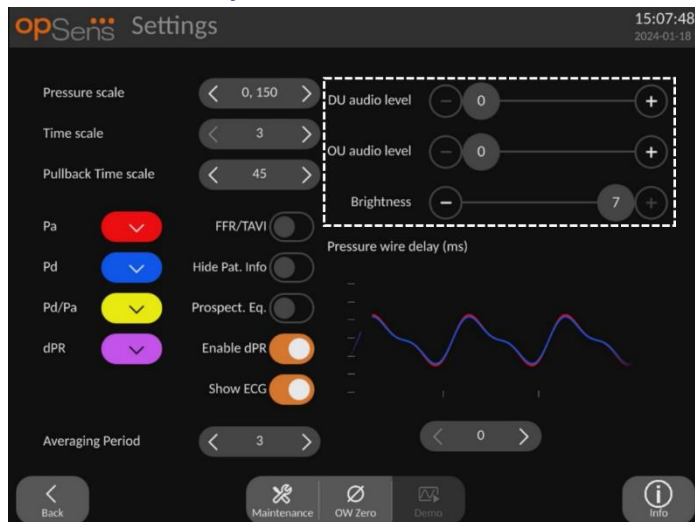 opSens Settings
15:07:48
2024-01-18
Pressure scale
0, 150
Time scale
3
Pullback Time scale
45
DU audio level
0
OU audio level
0
Brightness
7
Pa
Pd
Pd/Pa
dPR
FFR/TAVI
Hide Pat. Info
Prospect. Eq.
Enable dPR
Show ECG
Pressure wire delay (ms)
Averaging Period
3
0
Back
Maintenance
OW Zero
Demo
Info